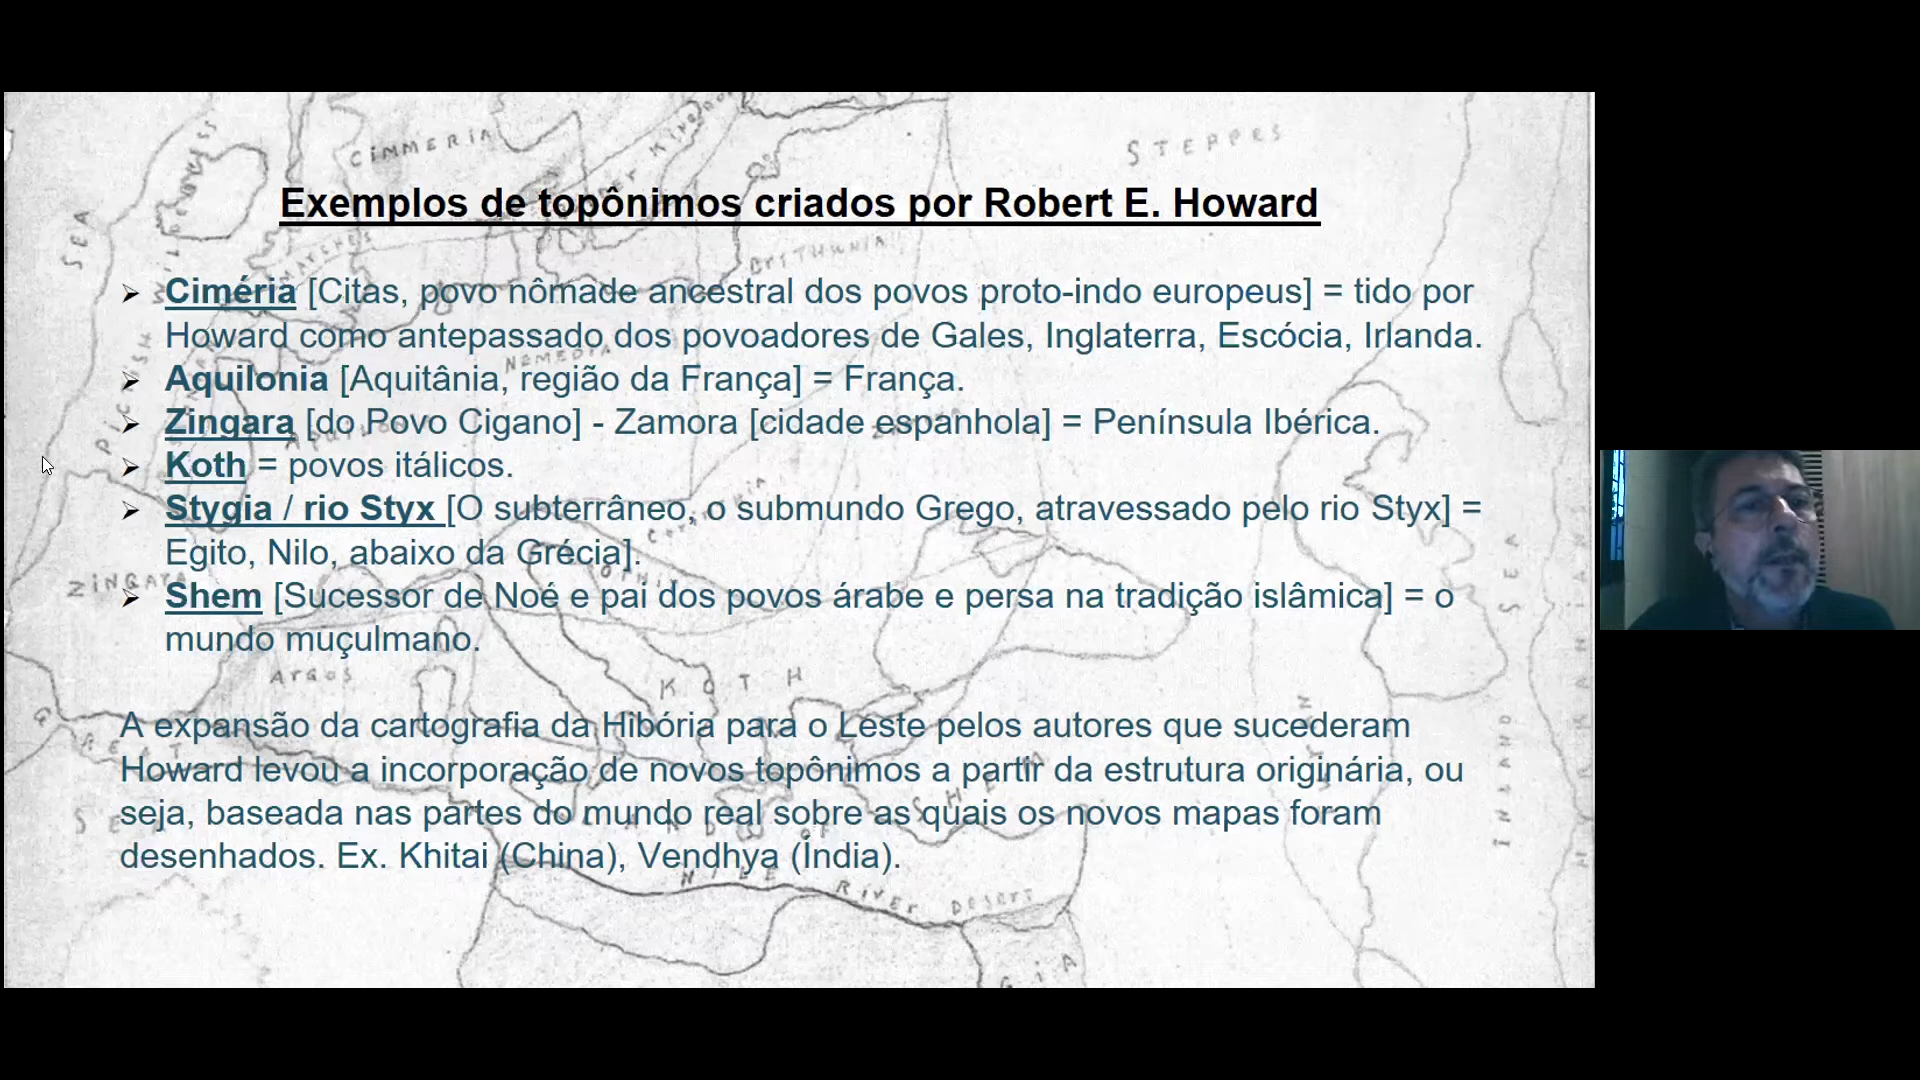 CIMMERIA
STEPPES
Exemplos de topônimos criados por Robert E. Howard
SEA
BRITHUNIA
➢ Ciméria [Citas, povo nômade ancestral dos povos proto-indo europeus] = tido por
Howard como antepassado dos povoadores de Gales, Inglaterra, Escócia, Irlanda.
NEMEDIA
➢ Aquilonia [Aquitânia, região da França] = França.
➢ Zingara [do Povo Cigano] - Zamora [cidade espanhola] = Península Ibérica.
➢ Koth = povos itálicos.
➢ Stygia / rio Styx [O subterrâneo, o submundo Grego, atravessado pelo rio Styx] =
Egito, Nilo, abaixo da Grécia].
ZINGARA
➢ Shem [Sucessor de Noé e pai dos povos árabe e persa na tradição islâmica] = o
mundo muçulmano.
ARGOS
KOTH
A expansão da cartografia da Hibória para o Leste pelos autores que sucederam
Howard levou a incorporação de novos topônimos a partir da estrutura originária, ou
seja, baseada nas partes do mundo real sobre as quais os novos mapas foram
desenhados. Ex. Khitai (China), Vendhya (Índia).
SHEM
INLAND SEA
NILE RIVER DESERT